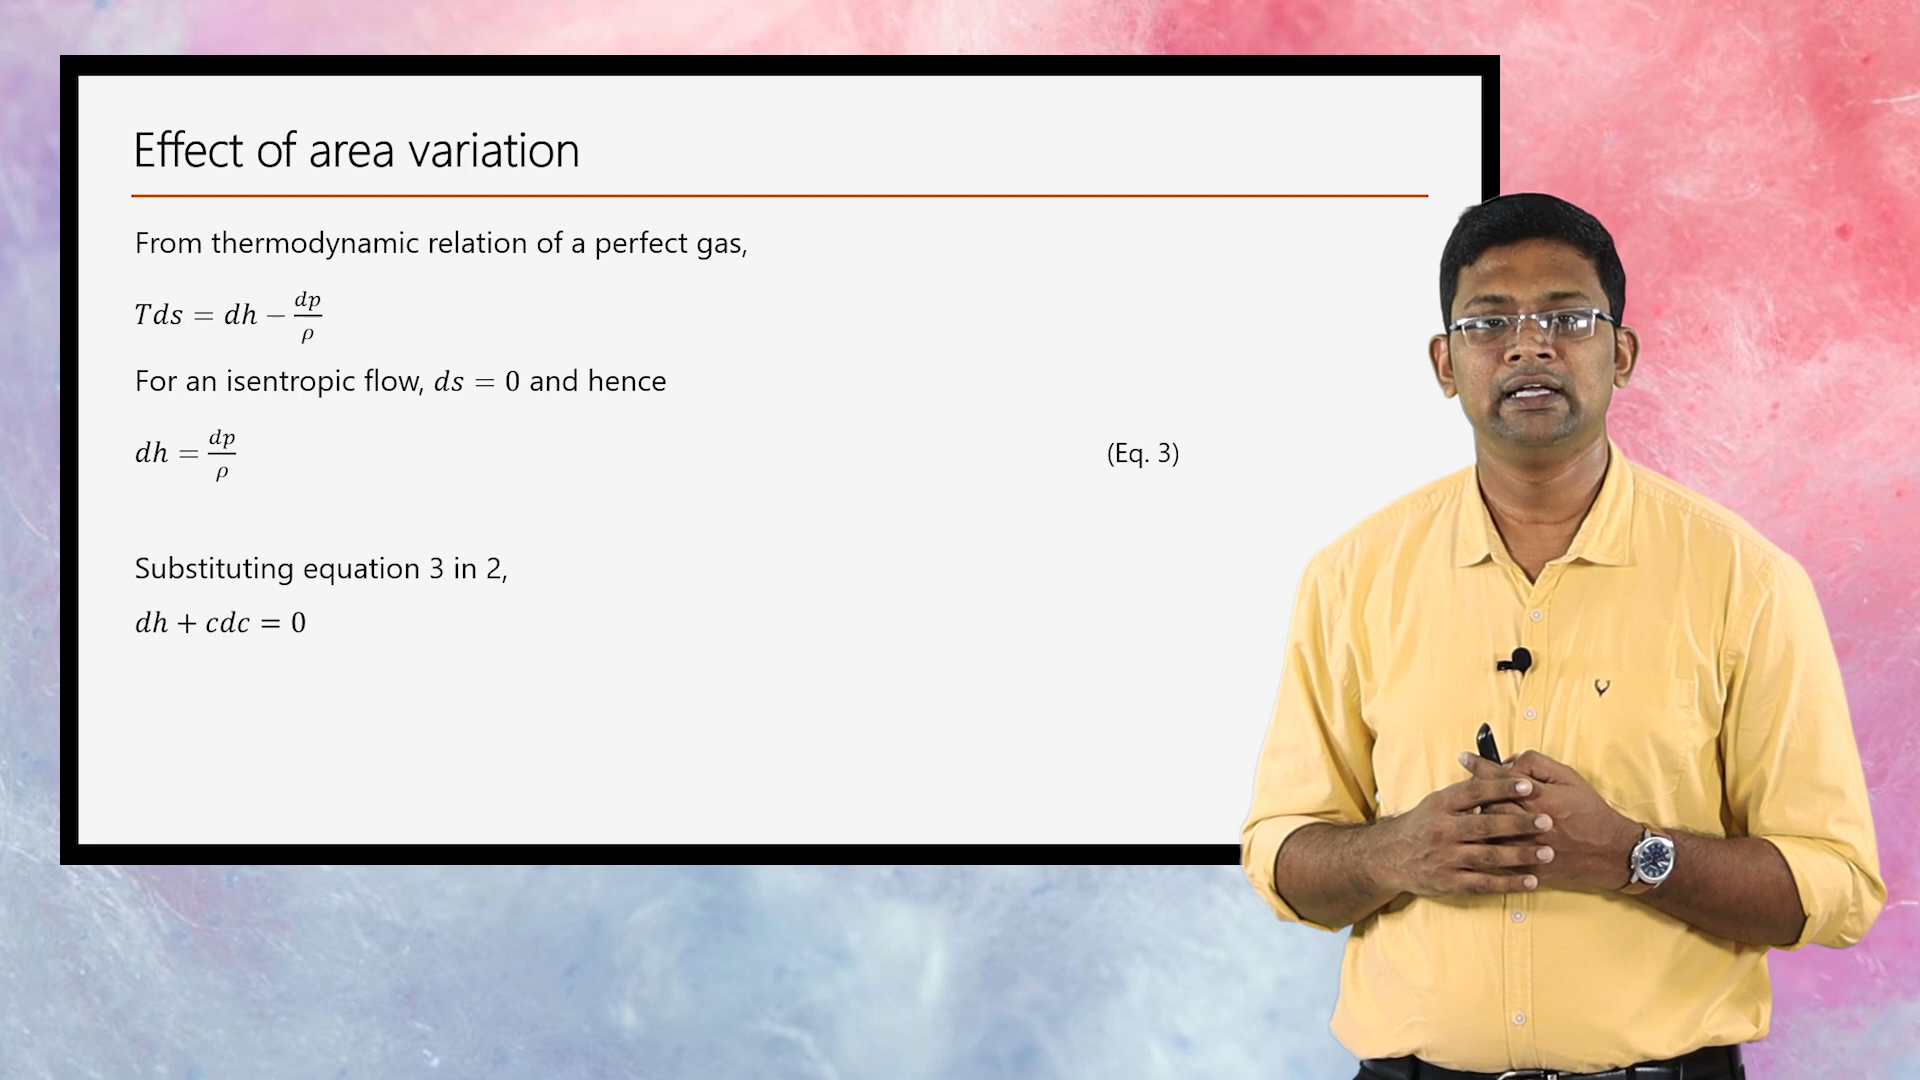 Effect of area variation
From thermodynamic relation of a perfect gas,
Tds = dh − dp/ρ
For an isentropic flow, ds = 0 and hence
dh = dp/ρ (Eq. 3)
Substituting equation 3 in 2,
dh + cdc = 0